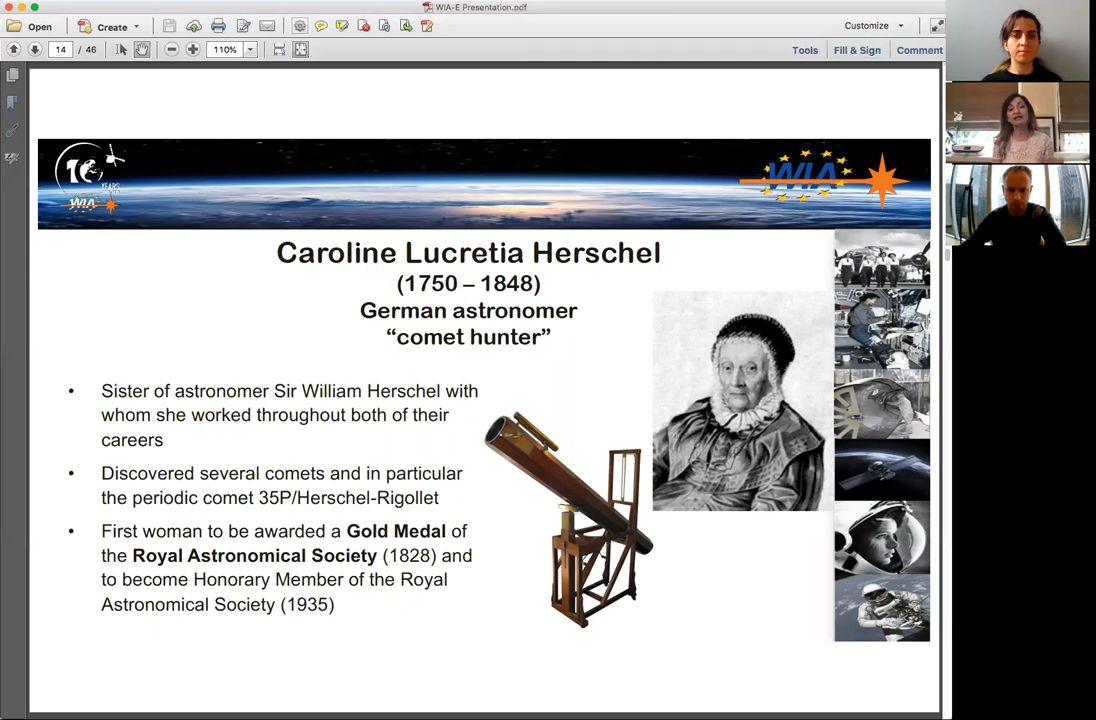 WIA-E Presentation.pdf
Open
Create
Customize
14 / 46
110%
Tools
Fill & Sign
Comment
10
YEARS
WIA
WIA
Caroline Lucretia Herschel
(1750 – 1848)
German astronomer
“comet hunter”
• Sister of astronomer Sir William Herschel with
whom she worked throughout both of their
careers
• Discovered several comets and in particular
the periodic comet 35P/Herschel-Rigollet
• First woman to be awarded a Gold Medal of
the Royal Astronomical Society (1828) and
to become Honorary Member of the Royal
Astronomical Society (1935)